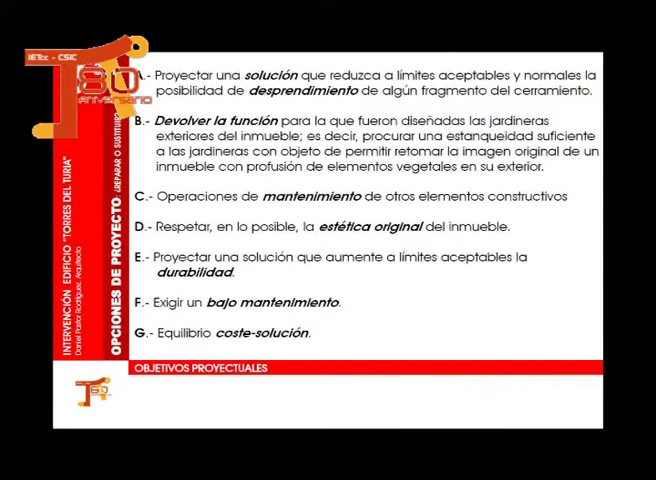 IETcc - CSIC
80
ANIVERSARIO
A.- Proyectar una solución que reduzca a límites aceptables y normales la
posibilidad de desprendimiento de algún fragmento del cerramiento.
B.- Devolver la función para la que fueron diseñadas las jardineras
exteriores del inmueble; es decir, procurar una estanqueidad suficiente
a las jardineras con objeto de permitir retomar la imagen original de un
inmueble con profusión de elementos vegetales en su exterior.
C.- Operaciones de mantenimiento de otros elementos constructivos
D.- Respetar, en lo posible, la estética original del inmueble.
E.- Proyectar una solución que aumente a límites aceptables la
durabilidad.
F.- Exigir un bajo mantenimiento.
G.- Equilibrio coste-solución.
INTERVENCIÓN EDIFICIO "TORRES DEL TURIA"
Daniel Pastor Rodríguez. Arquitecto
OPCIONES DE PROYECTO: ¿REPARAR O SUSTITUIR
OBJETIVOS PROYECTUALES
80